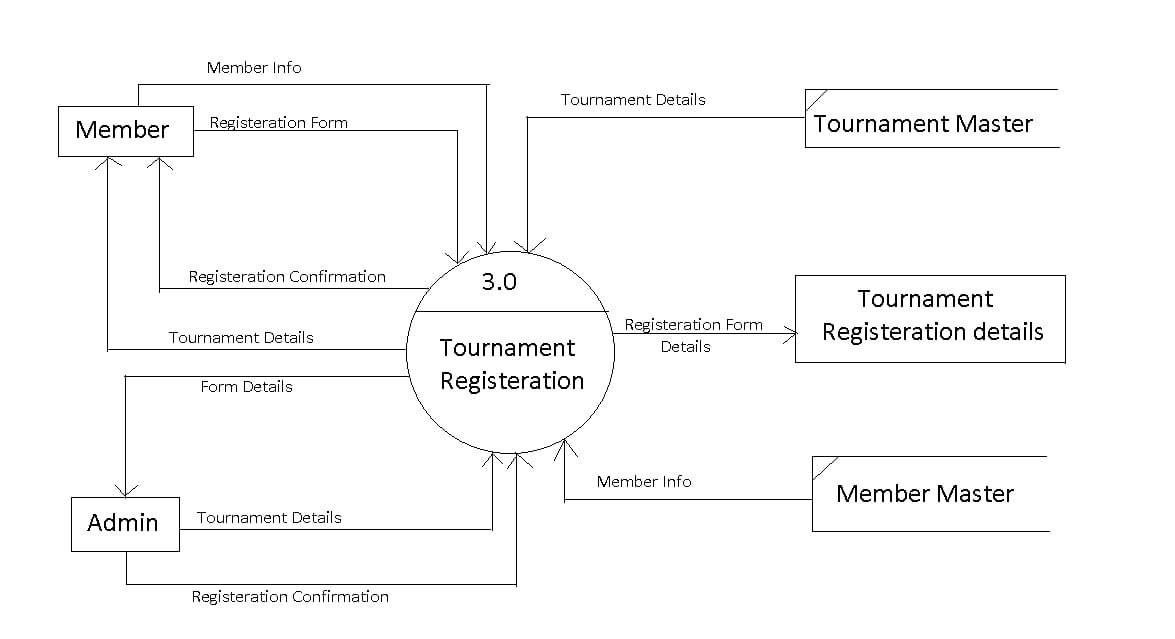 Member Info
Member
Registeration Form
Tournament Details
Tournament Master
Registeration Confirmation
3.0
Tournament
Registeration details
Tournament Details
Tournament
Registeration
Registeration Form
Details
Form Details
Member Info
Member Master
Admin
Tournament Details
Registeration Confirmation